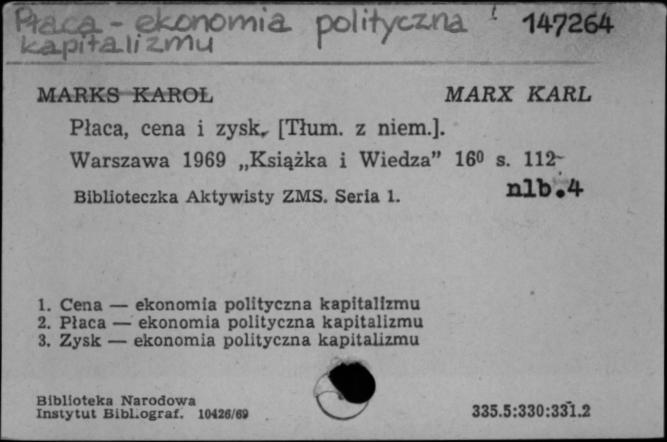 Płaca - ekonomia polityczna 147264
kapitalizmu
MARKS KAROL MARX KARL
Płaca, cena i zysk, [Tłum. z niem.].
Warszawa 1969 „Książka i Wiedza” 16⁰ s. 112
nlb.4
Biblioteczka Aktywisty ZMS. Seria 1.
1. Cena — ekonomia polityczna kapitalizmu
2. Płaca — ekonomia polityczna kapitalizmu
3. Zysk — ekonomia polityczna kapitalizmu
Biblioteka Narodowa
Instytut Bibliograf. 10426/69 335.5:330:331.2